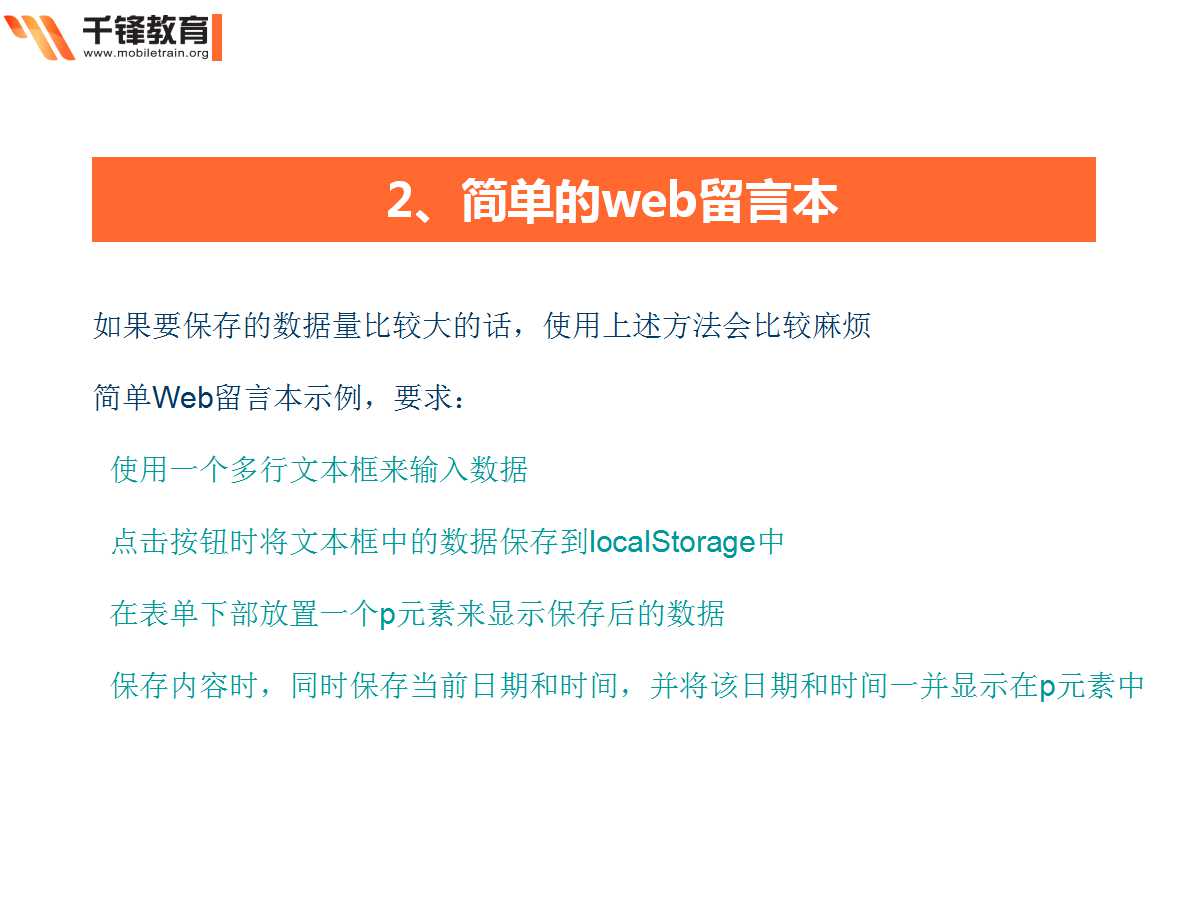 千锋教育
www.mobiletrain.org
2、简单的web留言本
如果要保存的数据量比较大的话，使用上述方法会比较麻烦
简单Web留言本示例，要求：
使用一个多行文本框来输入数据
点击按钮时将文本框中的数据保存到localStorage中
在表单下部放置一个p元素来显示保存后的数据
保存内容时，同时保存当前日期和时间，并将该日期和时间一并显示在p元素中